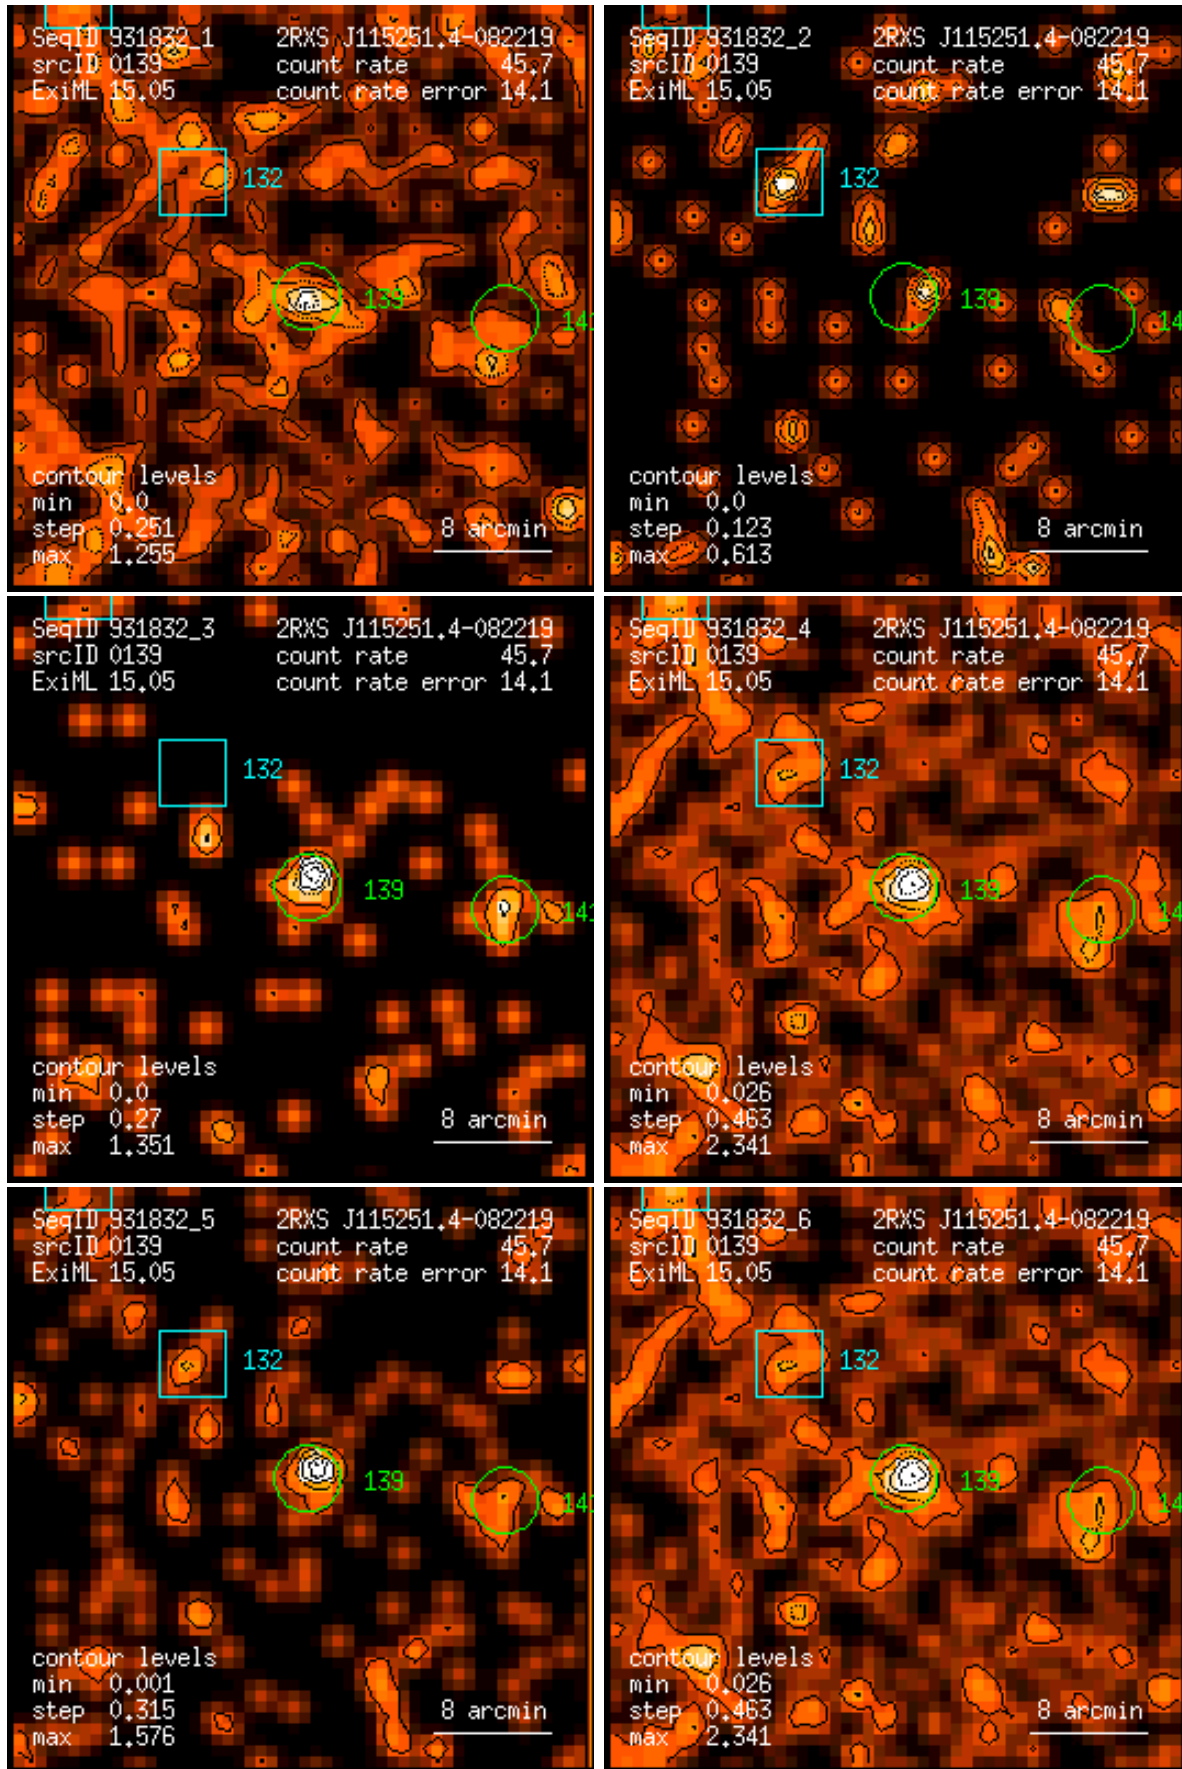 SeqID 931832_1 2RXS J115251.4-082219
srcID 0139 count rate 45.7
ExiML 15.05 count rate error 14.1
132
139
141
contour levels
min 0.0
step 0.251
max 1.255
8 arcmin
SeqID 931832_2 2RXS J115251.4-082219
srcID 0139 count rate 45.7
ExiML 15.05 count rate error 14.1
132
139
14
contour levels
min 0.0
step 0.123
max 0.613
8 arcmin
SeqID 931832_3 2RXS J115251.4-082219
srcID 0139 count rate 45.7
ExiML 15.05 count rate error 14.1
132
139
141
contour levels
min 0.0
step 0.27
max 1.351
8 arcmin
SeqID 931832_4 2RXS J115251.4-082219
srcID 0139 count rate 45.7
ExiML 15.05 count rate error 14.1
132
139
14
contour levels
min 0.026
step 0.463
max 2.341
8 arcmin
SeqID 931832_5 2RXS J115251.4-082219
srcID 0139 count rate 45.7
ExiML 15.05 count rate error 14.1
132
139
141
contour levels
min 0.001
step 0.315
max 1.576
8 arcmin
SeqID 931832_6 2RXS J115251.4-082219
srcID 0139 count rate 45.7
ExiML 15.05 count rate error 14.1
132
139
14
contour levels
min 0.026
step 0.463
max 2.341
8 arcmin